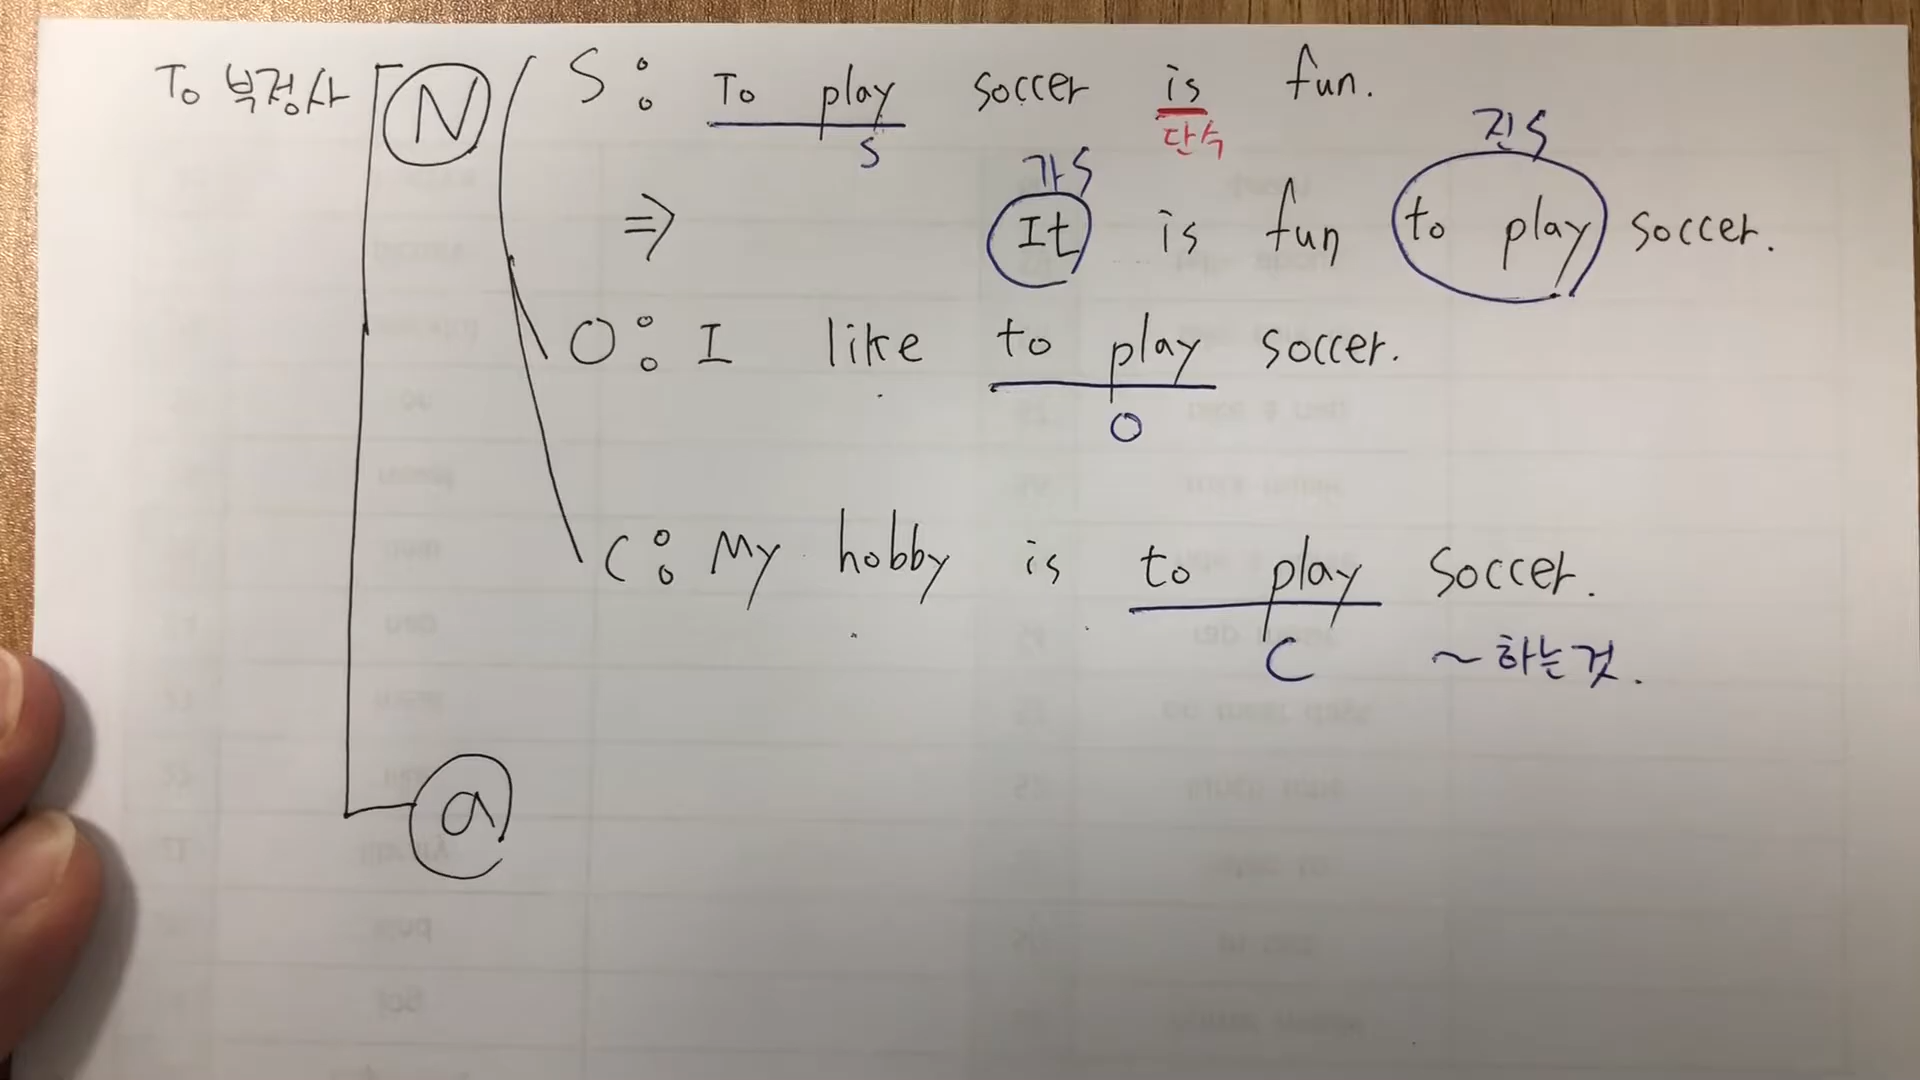 To 부정사 N S: To play soccer is fun.
S 단수
가S 진S
⇒ It is fun to play soccer.
O: I like to play soccer.
O
C: My hobby is to play soccer.
C ~하는것.
a